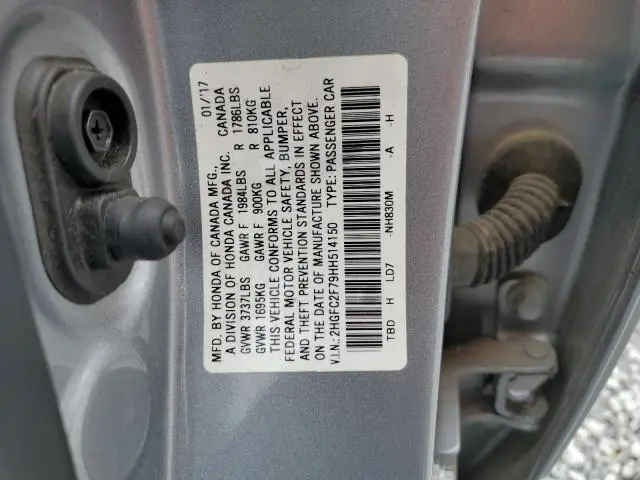 MFD. BY HONDA OF CANADA MFG., 01/17
A DIVISION OF HONDA CANADA INC. CANADA
GVWR 3737LBS GAWR F 1984LBS R 1786LBS
GVWR 1695KG GAWR F 900KG R 810KG
THIS VEHICLE CONFORMS TO ALL APPLICABLE
FEDERAL MOTOR VEHICLE SAFETY, BUMPER,
AND THEFT PREVENTION STANDARDS IN EFFECT
ON THE DATE OF MANUFACTURE SHOWN ABOVE.
V.I.N.: 2HGFC2F79HH514150 TYPE: PASSENGER CAR
TBD H LD7 -NH830M -A -H